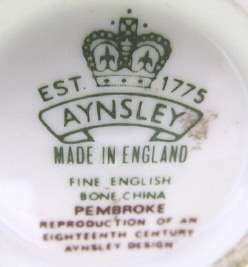 EST. 1775
AYNSLEY
MADE IN ENGLAND
FINE ENGLISH
BONE CHINA
PEMBROKE
REPRODUCTION OF AN
EIGHTEENTH CENTURY
AYNSLEY DESIGN